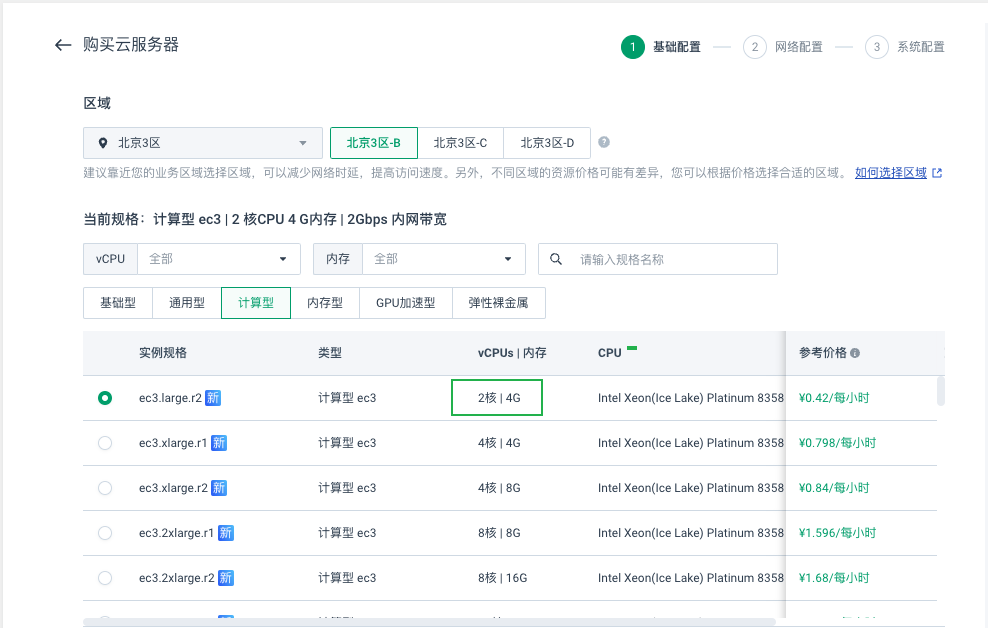 购买云服务器
1 基础配置 2 网络配置 3 系统配置
区域
北京3区 北京3区-B 北京3区-C 北京3区-D ?
建议靠近您的业务区域选择区域，可以减少网络时延，提高访问速度。另外，不同区域的资源价格可能有差异，您可以根据价格选择合适的区域。 如何选择区域
当前规格：计算型 ec3 | 2 核CPU 4 G内存 | 2Gbps 内网带宽
vCPU 全部 内存 全部 请输入规格名称
基础型 通用型 计算型 内存型 GPU加速型 弹性裸金属
实例规格 类型 vCPUs | 内存 CPU 参考价格
ec3.large.r2 新 计算型 ec3 2核 | 4G Intel Xeon(Ice Lake) Platinum 8358 ¥0.42/每小时
ec3.xlarge.r1 新 计算型 ec3 4核 | 4G Intel Xeon(Ice Lake) Platinum 8358 ¥0.798/每小时
ec3.xlarge.r2 新 计算型 ec3 4核 | 8G Intel Xeon(Ice Lake) Platinum 8358 ¥0.84/每小时
ec3.2xlarge.r1 新 计算型 ec3 8核 | 8G Intel Xeon(Ice Lake) Platinum 8358 ¥1.596/每小时
ec3.2xlarge.r2 新 计算型 ec3 8核 | 16G Intel Xeon(Ice Lake) Platinum 8358 ¥1.68/每小时